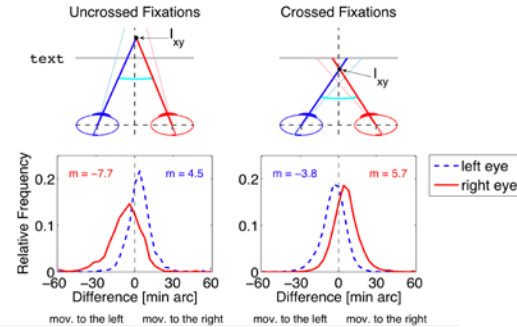 Uncrossed Fixations
Crossed Fixations
I_xy
text
I_xy
m = −7.7
m = 4.5
m = −3.8
m = 5.7
left eye
right eye
Relative Frequency
0.2
0.1
0
0.2
0.1
0
−60 −30 0 30 60
−60 −30 0 30 60
Difference [min arc]
Difference [min arc]
mov. to the left
mov. to the right
mov. to the left
mov. to the right